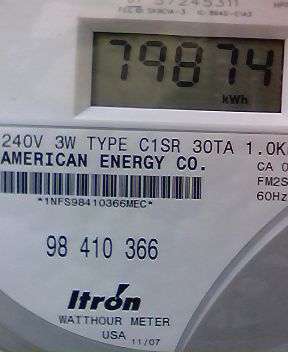 79874
kWh
240V 3W TYPE C1SR 30TA 1.0K
AMERICAN ENERGY CO.
CA 0
FM2S
60Hz
*1NFS98410366MEC*
98 410 366
Itron
WATTHOUR METER
USA 11/07